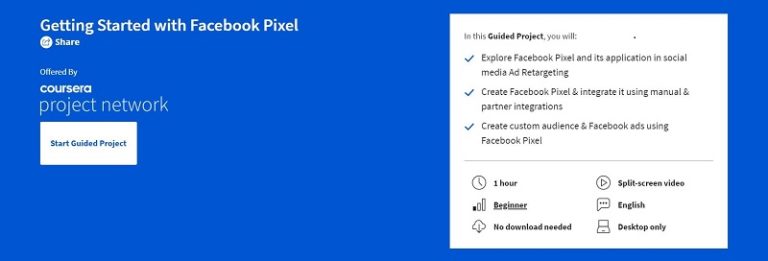 Getting Started with Facebook Pixel
Share
Offered By
coursera
project network
Start Guided Project
In this Guided Project, you will:
Explore Facebook Pixel and its application in social
media Ad Retargeting
Create Facebook Pixel & integrate it using manual &
partner integrations
Create custom audience & Facebook ads using
Facebook Pixel
1 hour
Split-screen video
Beginner
English
No download needed
Desktop only